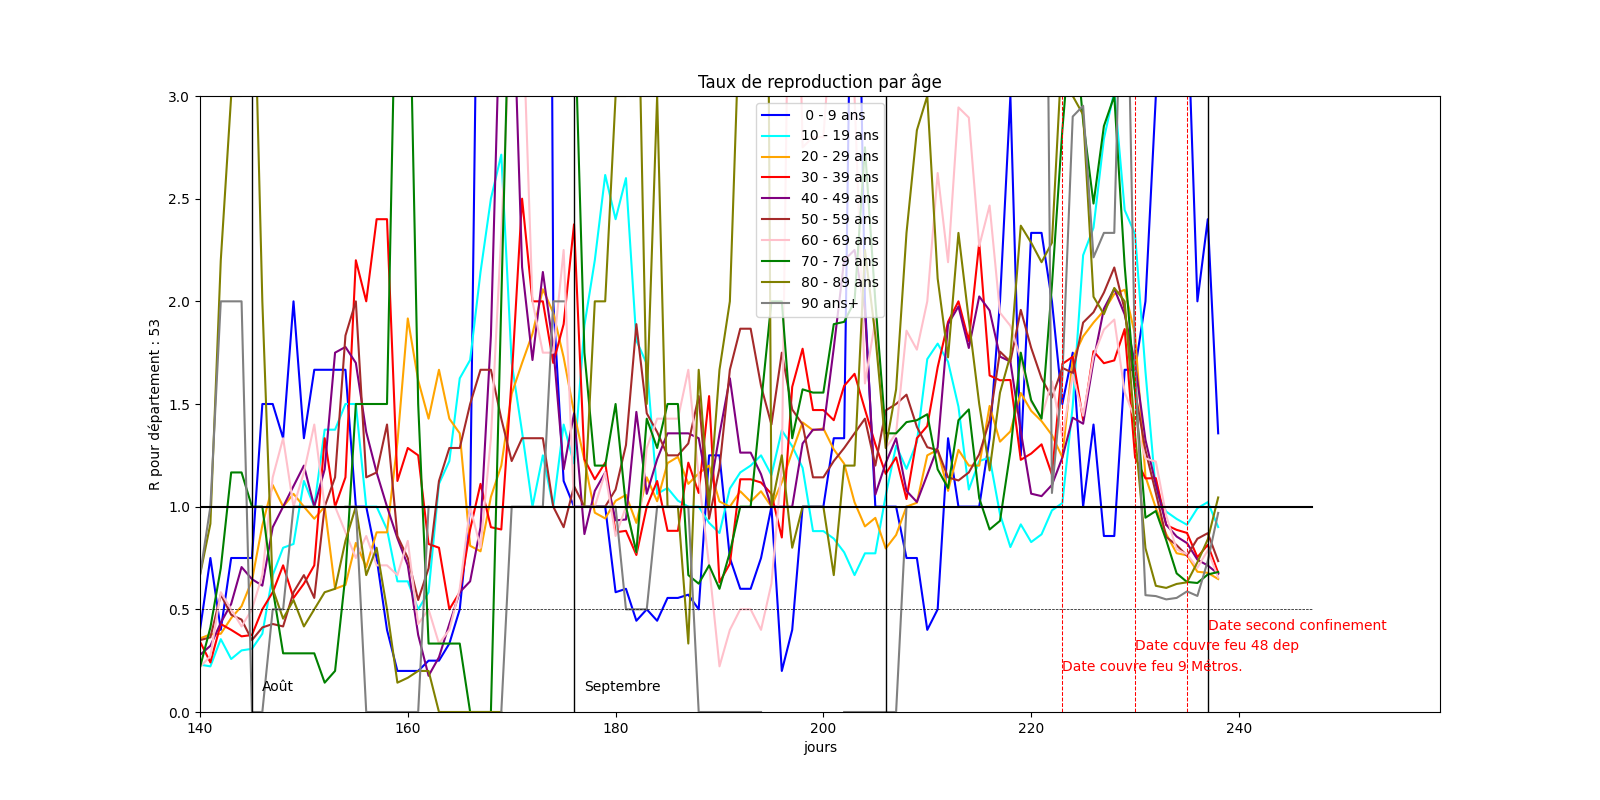 Taux de reproduction par âge
R pour département : 53
3.0
2.5
2.0
1.5
1.0
0.5
0.0
0 - 9 ans
10 - 19 ans
20 - 29 ans
30 - 39 ans
40 - 49 ans
50 - 59 ans
60 - 69 ans
70 - 79 ans
80 - 89 ans
90 ans+
Date second confinement
Date couvre feu 48 dep
Date couvre feu 9 Métros.
Août
Septembre
140
160
180
200
220
240
jours